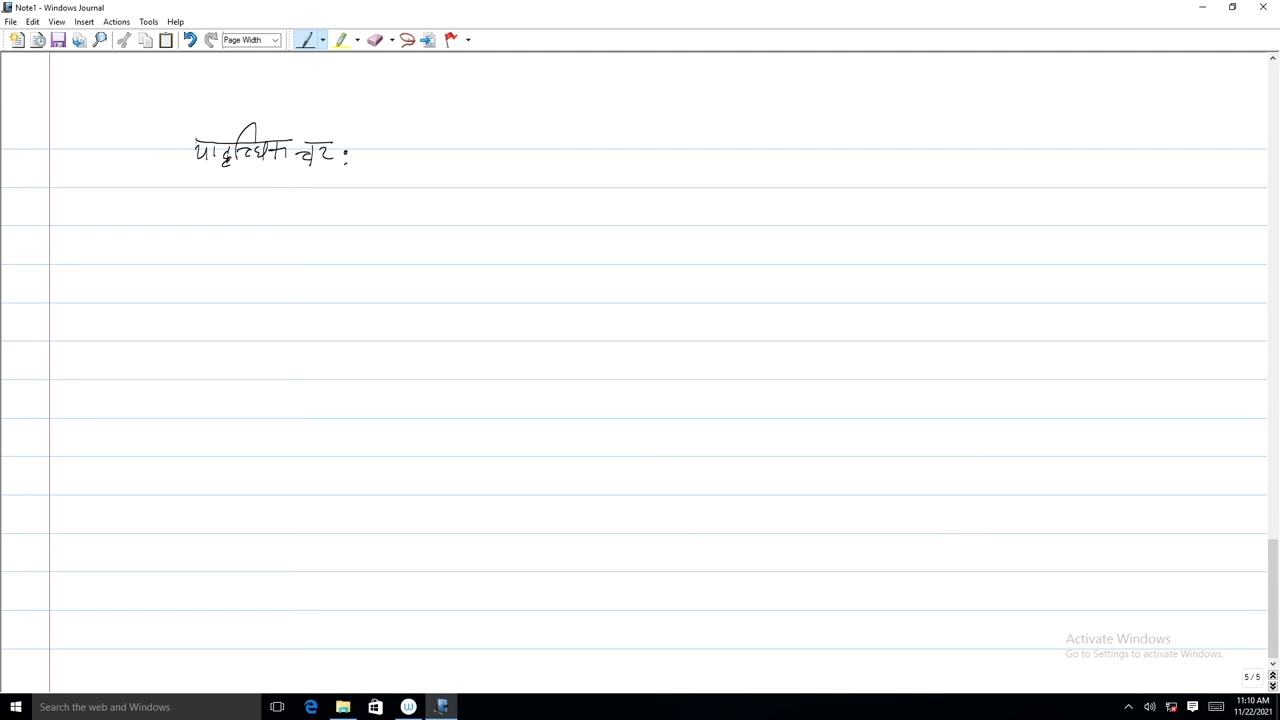 Note1 - Windows Journal
File Edit View Insert Actions Tools Help
Page Width
यादृच्छिक चर :
Activate Windows
Go to Settings to activate Windows.
5 / 5
Search the web and Windows
11:10 AM
11/22/2021